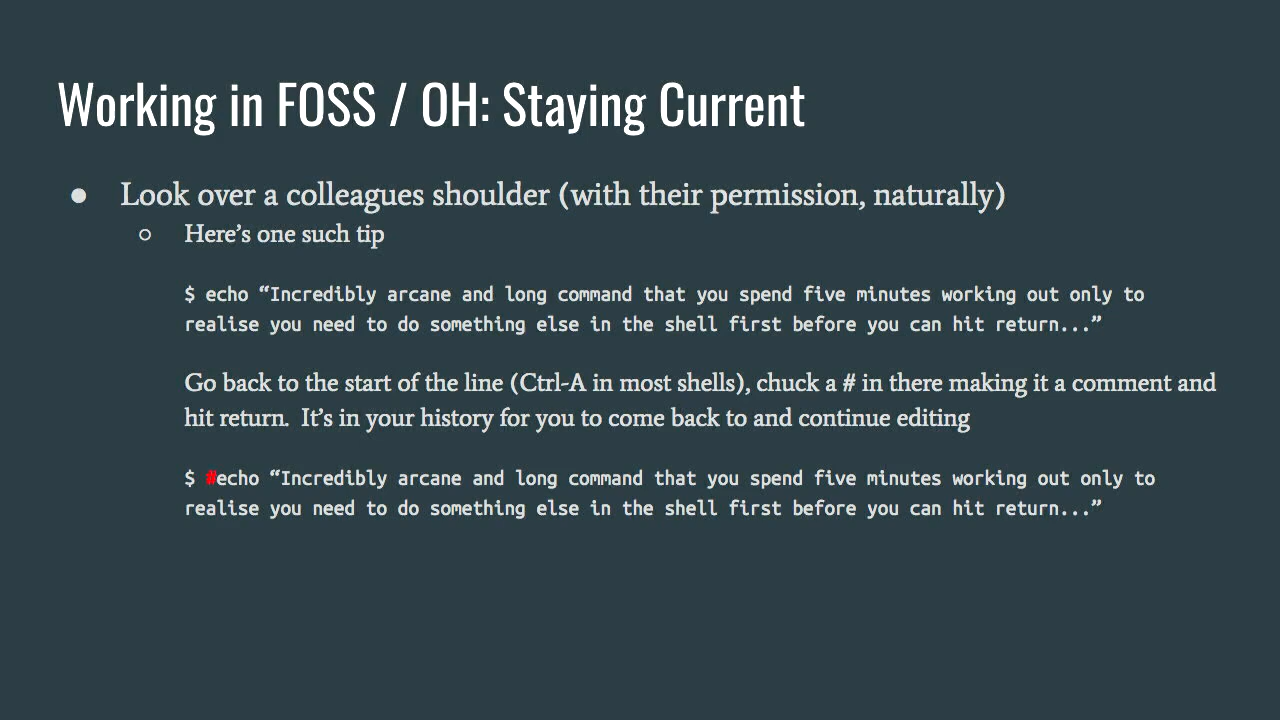 Working in FOSS / OH: Staying Current
● Look over a colleagues shoulder (with their permission, naturally)
○ Here’s one such tip
$ echo “Incredibly arcane and long command that you spend five minutes working out only to
realise you need to do something else in the shell first before you can hit return...”
Go back to the start of the line (Ctrl-A in most shells), chuck a # in there making it a comment and
hit return.  It’s in your history for you to come back to and continue editing
$ #echo “Incredibly arcane and long command that you spend five minutes working out only to
realise you need to do something else in the shell first before you can hit return...”